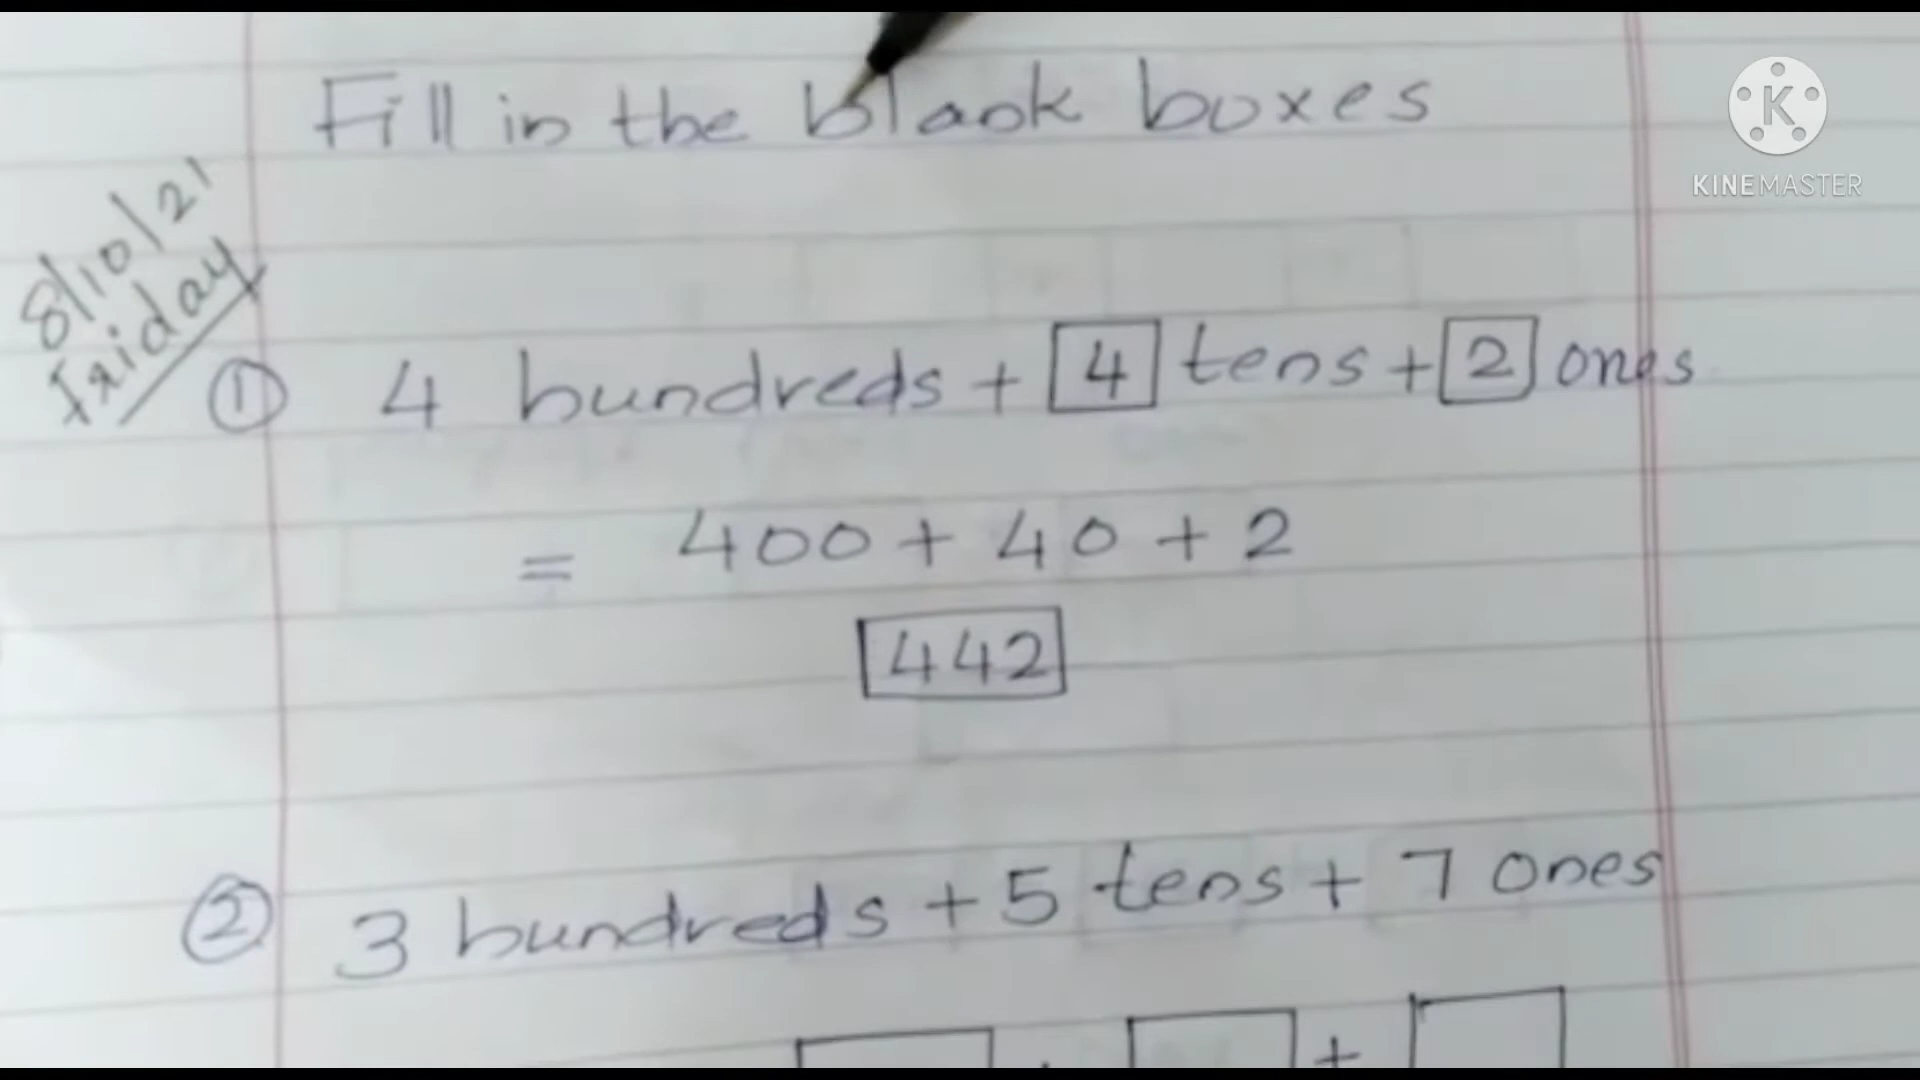 Fill in the blank boxes
8/10/21
Friday
① 4 hundreds + 4 tens + 2 ones
= 400 + 40 + 2
442
② 3 hundreds + 5 tens + 7 ones
+ +
KINEMASTER